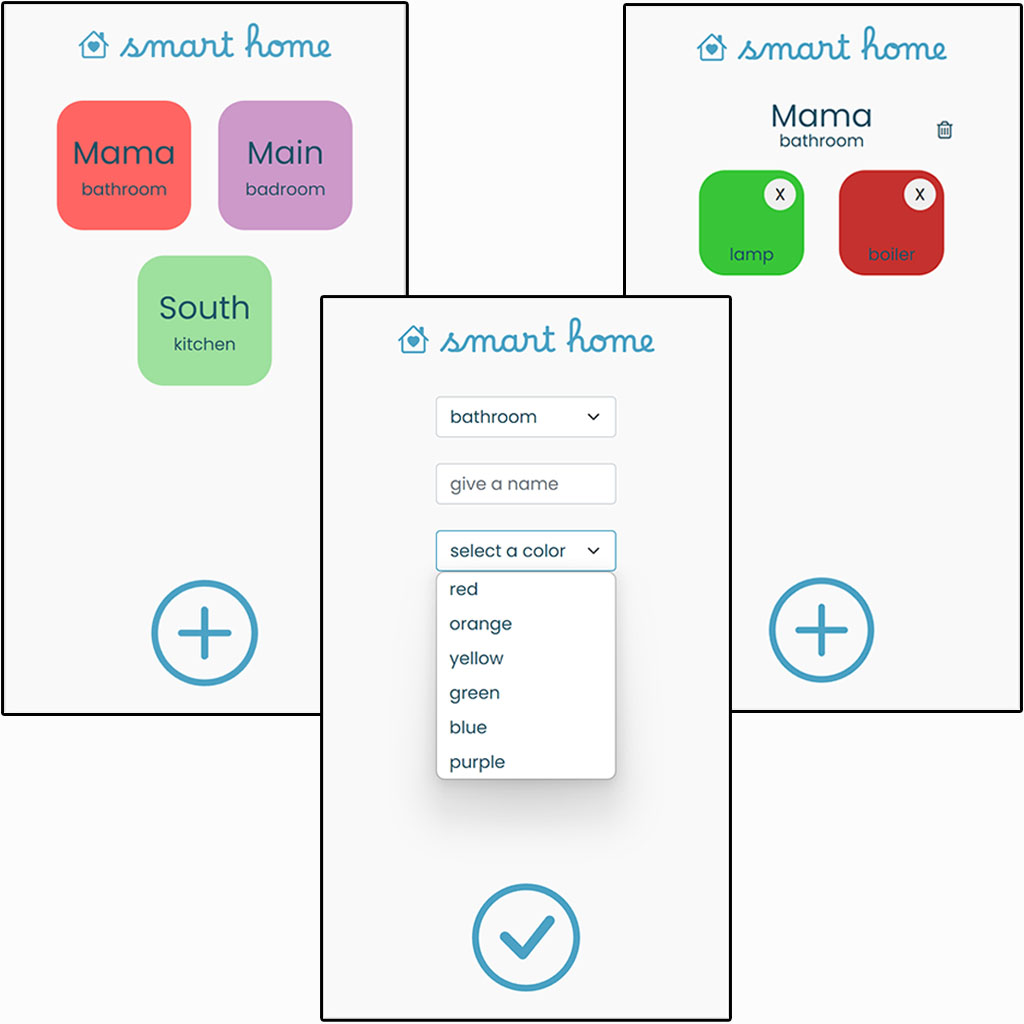 smart home
Mama
bathroom
Main
badroom
South
kitchen
smart home
Mama
bathroom
X
lamp
X
boiler
smart home
bathroom
give a name
select a color
red
orange
yellow
green
blue
purple